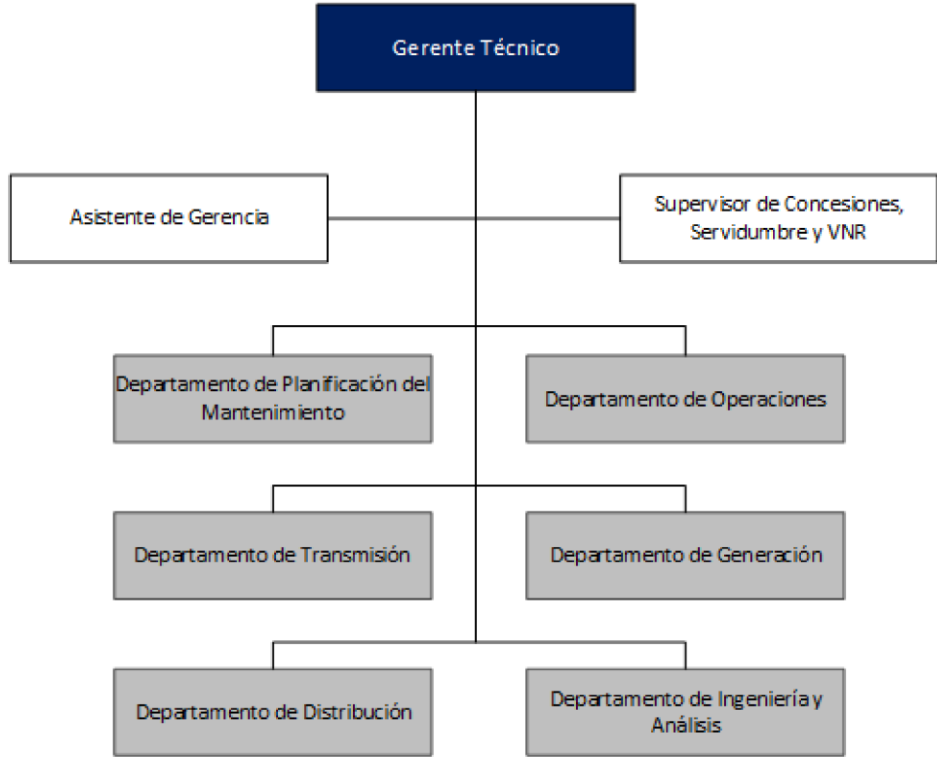 Gerente Técnico
Asistente de Gerencia
Supervisor de Concesiones,
Servidumbre y VNR
Departamento de Planificación del
Mantenimiento
Departamento de Operaciones
Departamento de Transmisión
Departamento de Generación
Departamento de Distribución
Departamento de Ingeniería y
Análisis